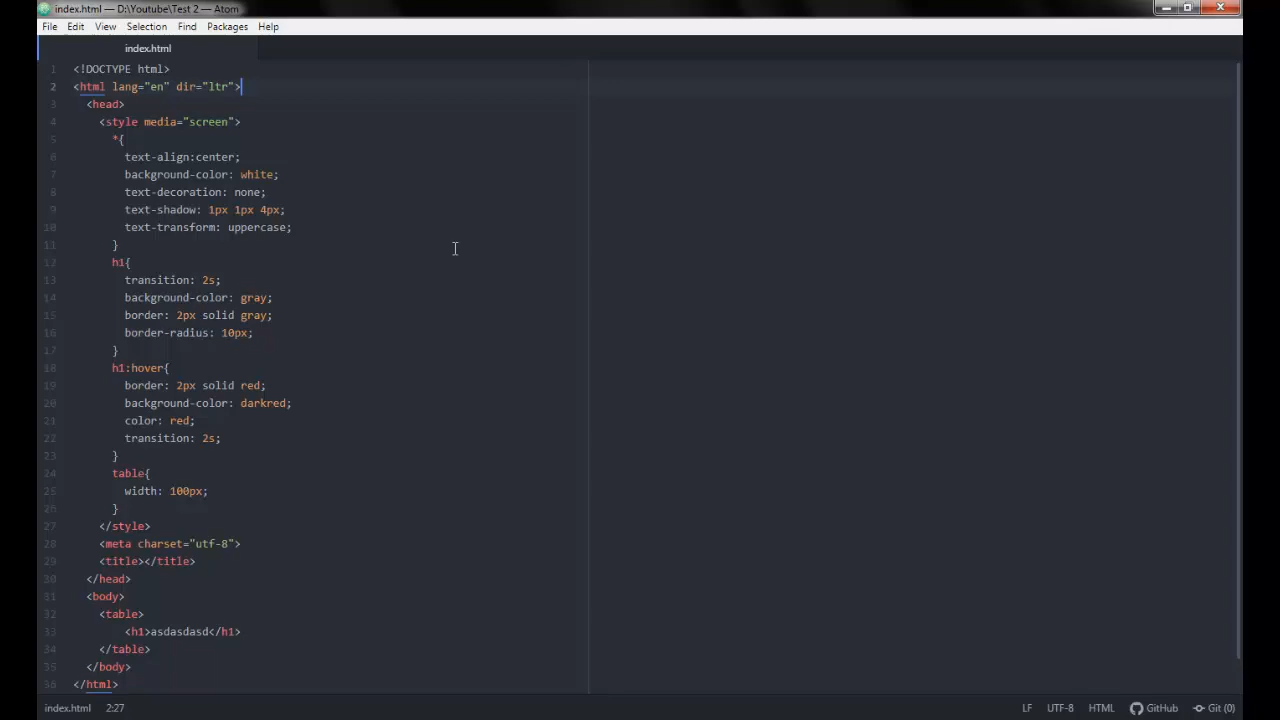 index.html — D:\Youtube\Test 2 — Atom
File Edit View Selection Find Packages Help
index.html
1 <!DOCTYPE html>
2 <html lang="en" dir="ltr">
3 <head>
4 <style media="screen">
5 *{
6 text-align:center;
7 background-color: white;
8 text-decoration: none;
9 text-shadow: 1px 1px 4px;
10 text-transform: uppercase;
11 }
12 h1{
13 transition: 2s;
14 background-color: gray;
15 border: 2px solid gray;
16 border-radius: 10px;
17 }
18 h1:hover{
19 border: 2px solid red;
20 background-color: darkred;
21 color: red;
22 transition: 2s;
23 }
24 table{
25 width: 100px;
26 }
27 </style>
28 <meta charset="utf-8">
29 <title></title>
30 </head>
31 <body>
32 <table>
33 <h1>asdasdasd</h1>
34 </table>
35 </body>
36 </html>
index.html 2:27 LF UTF-8 HTML GitHub Git (0)